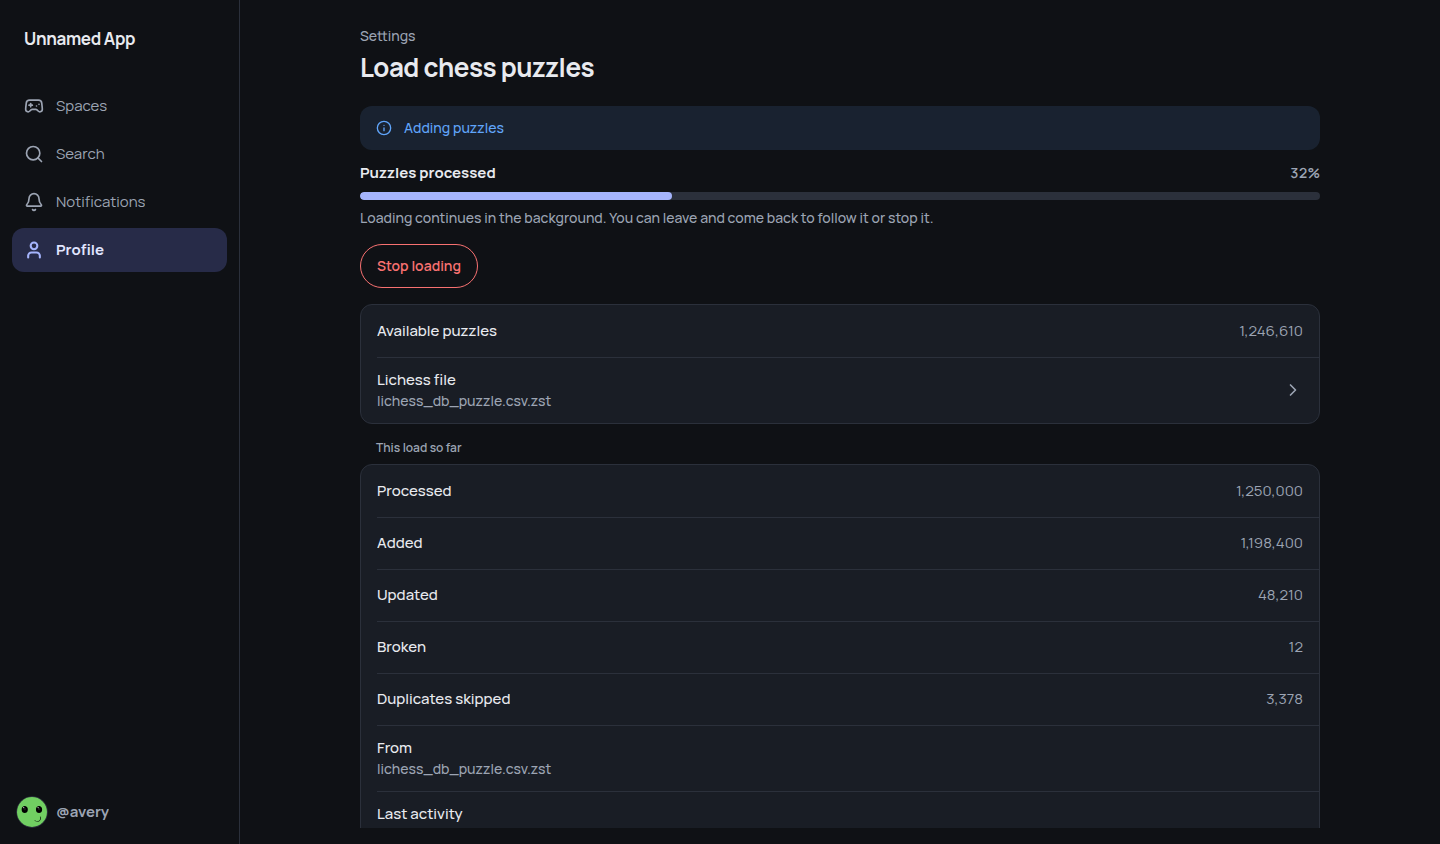 Unnamed App
Spaces
Search
Notifications
Profile
@avery
Settings
Load chess puzzles
Adding puzzles
Puzzles processed 32%
Loading continues in the background. You can leave and come back to follow it or stop it.
Stop loading
Available puzzles 1,246,610
Lichess file
lichess_db_puzzle.csv.zst
This load so far
Processed 1,250,000
Added 1,198,400
Updated 48,210
Broken 12
Duplicates skipped 3,378
From
lichess_db_puzzle.csv.zst
Last activity